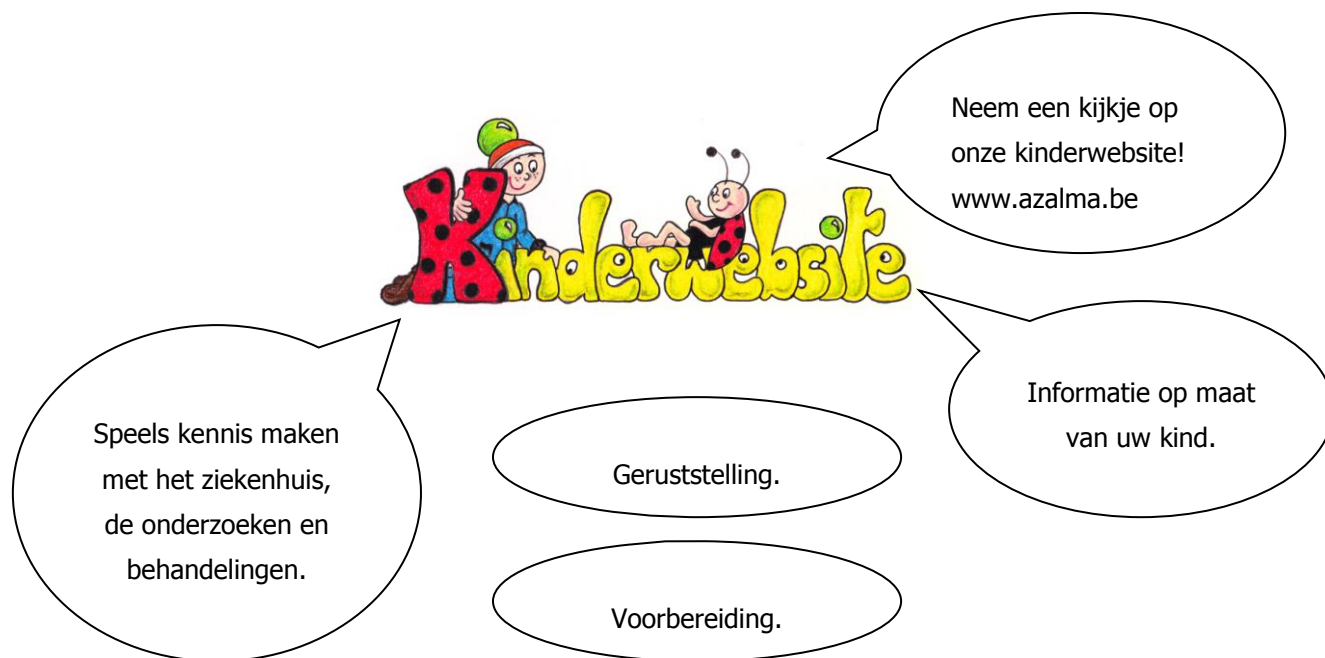 Neem een kijkje op
onze kinderwebsite!
www.azalma.be
Kinderwebsite
Informatie op maat
van uw kind.
Speels kennis maken
met het ziekenhuis,
de onderzoeken en
behandelingen.
Geruststelling.
Voorbereiding.